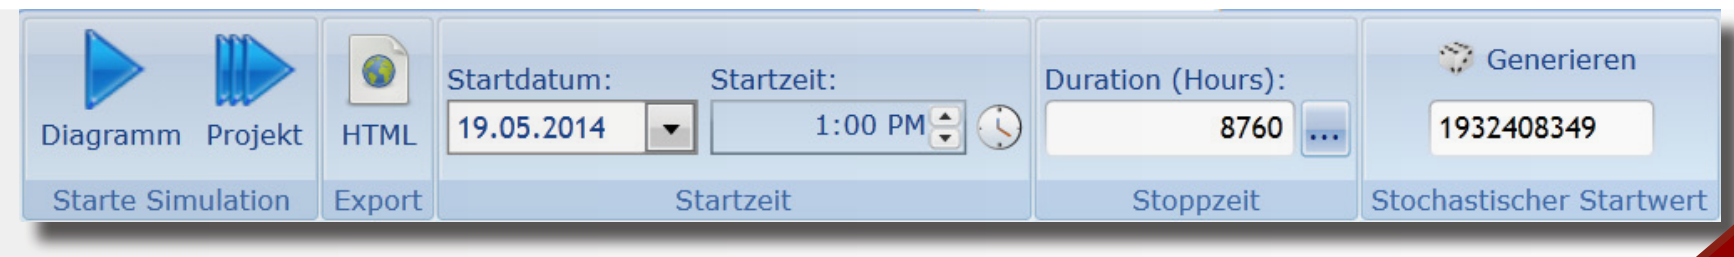 Diagramm
Projekt
HTML
Starte Simulation
Export
Startdatum:
Startzeit:
19.05.2014
1:00 PM
Startzeit
Duration (Hours):
8760
...
Stoppzeit
Generieren
1932408349
Stochastischer Startwert